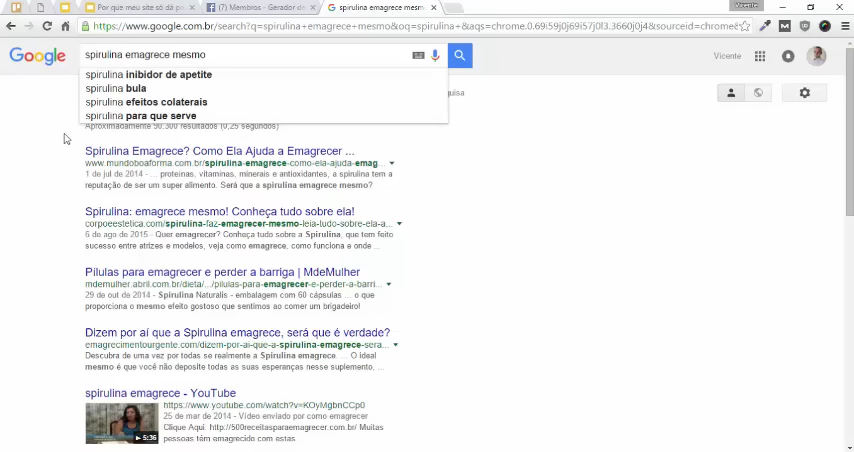 Vicente
Por que meu site só dá p
(7) Membros - Gerador de
spirulina emagrece mesmo
https://www.google.com.br/search?q=spirulina+emagrece+mesmo&oq=spirulina+&aqs=chrome.0.69i59j0j69i57j0l3.3660j0j4&sourceid=chrome
Google
spirulina emagrece mesmo
Vicente
spirulina inibidor de apetite
spirulina bula
spirulina efeitos colaterais
spirulina para que serve
Aproximadamente 90.300 resultados (0,25 segundos)
Spirulina Emagrece? Como Ela Ajuda a Emagrecer ...
www.mundoboaforma.com.br/spirulina-emagrece-como-ela-ajuda-emag...
1 de jul de 2014 - ... proteínas, vitaminas, minerais e antioxidantes, a spirulina tem a
reputação de ser um super alimento. Será que a spirulina emagrece mesmo?
Spirulina: emagrece mesmo! Conheça tudo sobre ela!
corpoestetica.com/spirulina-faz-emagrecer-mesmo-leia-tudo-sobre-ela-a...
6 de ago de 2015 - Quer emagrecer? Conheça tudo sobre a Spirulina, que tem feito
sucesso entre atrizes e modelos, veja como emagrece, como funciona e onde ...
Pílulas para emagrecer e perder a barriga | MdeMulher
mdemulher.abril.com.br/dieta/.../pilulas-para-emagrecer-e-perder-a-barri...
29 de out de 2014 - Spirulina Naturalis - embalagem com 60 cápsulas ... o que
proporciona o mesmo efeito gostoso que sentimos ao comer um brigadeiro!
Dizem por aí que a Spirulina emagrece, será que é verdade?
emagrecimentourgente.com/dizem-por-ai-que-a-spirulina-emagrece-sera...
Descubra de uma vez por todas se realmente a Spirulina emagrece. ... O ideal
mesmo é que você não deposite todas as suas esperanças nesse suplemento, ...
spirulina emagrece - YouTube
https://www.youtube.com/watch?v=KOyMgbnCCp0
25 de mar de 2014 - Vídeo enviado por como emagrecer
Clique Aqui: http://500receitasparaemagrecer.com.br/ Muitas
pessoas têm emagrecido com estas
5:36